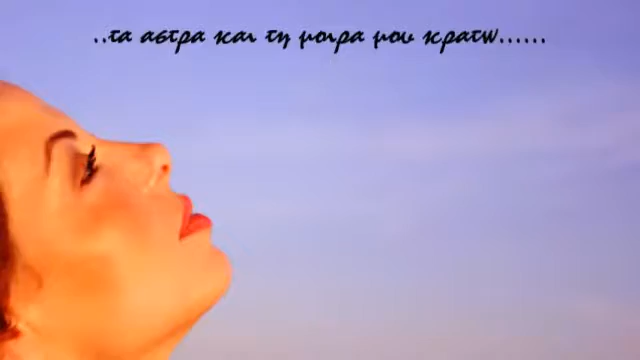 ..τα αστρα και τη μοιρα μου κρατω......